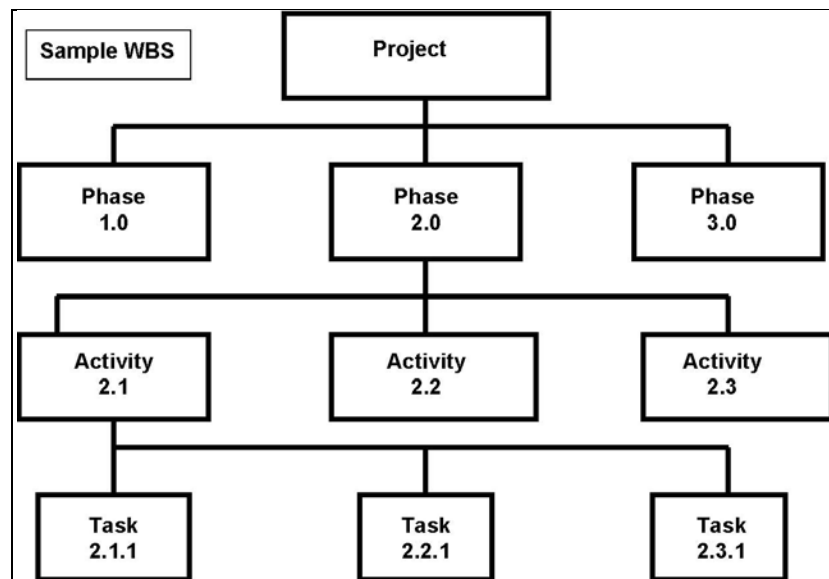 Sample WBS
Project
Phase
1.0
Phase
2.0
Phase
3.0
Activity
2.1
Activity
2.2
Activity
2.3
Task
2.1.1
Task
2.2.1
Task
2.3.1